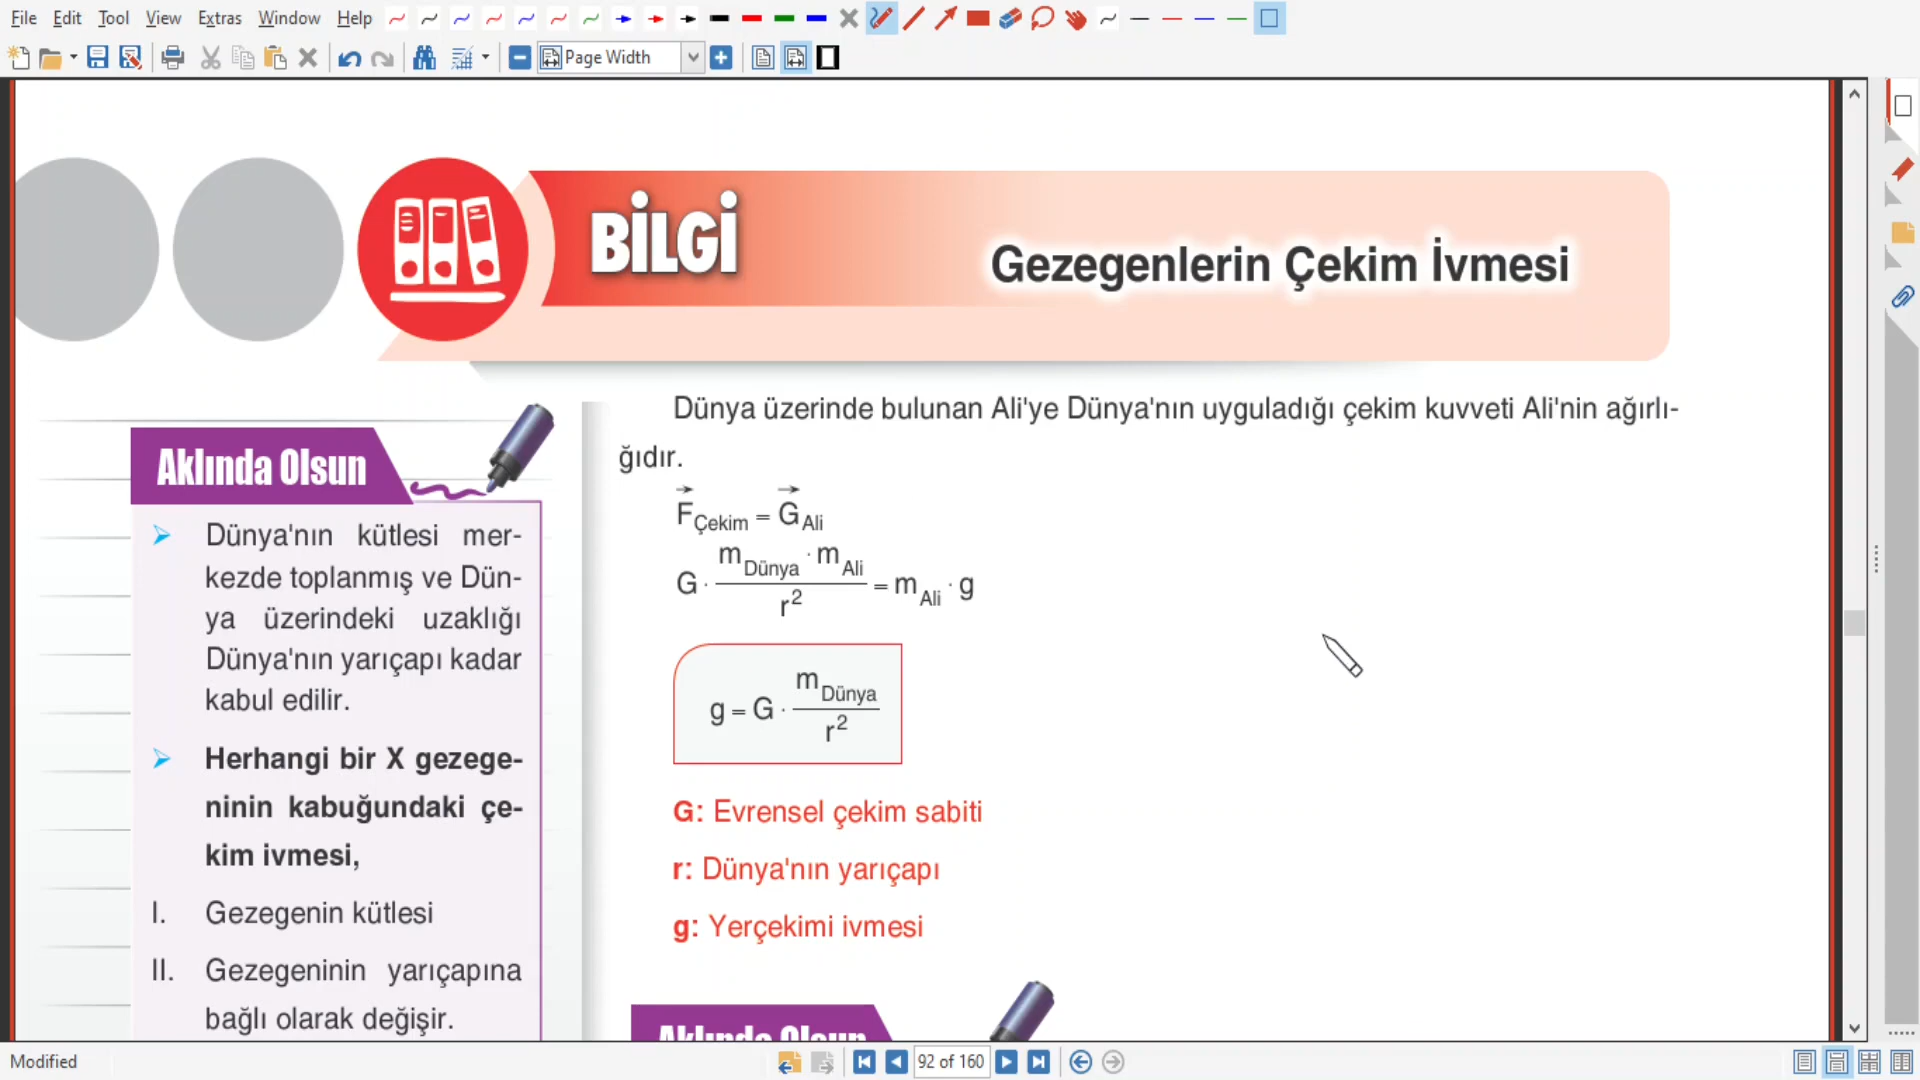 File Edit Tool View Extras Window Help
Page Width
BİLGİ
Gezegenlerin Çekim İvmesi
Aklında Olsun
Dünya'nın kütlesi mer-
kezde toplanmış ve Dün-
ya üzerindeki uzaklığı
Dünya'nın yarıçapı kadar
kabul edilir.
Herhangi bir X gezege-
ninin kabuğundaki çe-
kim ivmesi,
I. Gezegenin kütlesi
II. Gezegeninin yarıçapına
bağlı olarak değişir.
Dünya üzerinde bulunan Ali'ye Dünya'nın uyguladığı çekim kuvveti Ali'nin ağırlı-
ğıdır.
F⃗ Çekim = G⃗ Ali
G · (m Dünya · m Ali) / r² = m Ali · g
g = G · m Dünya / r²
G: Evrensel çekim sabiti
r: Dünya'nın yarıçapı
g: Yerçekimi ivmesi
Aklında Olsun
Modified
92 of 160